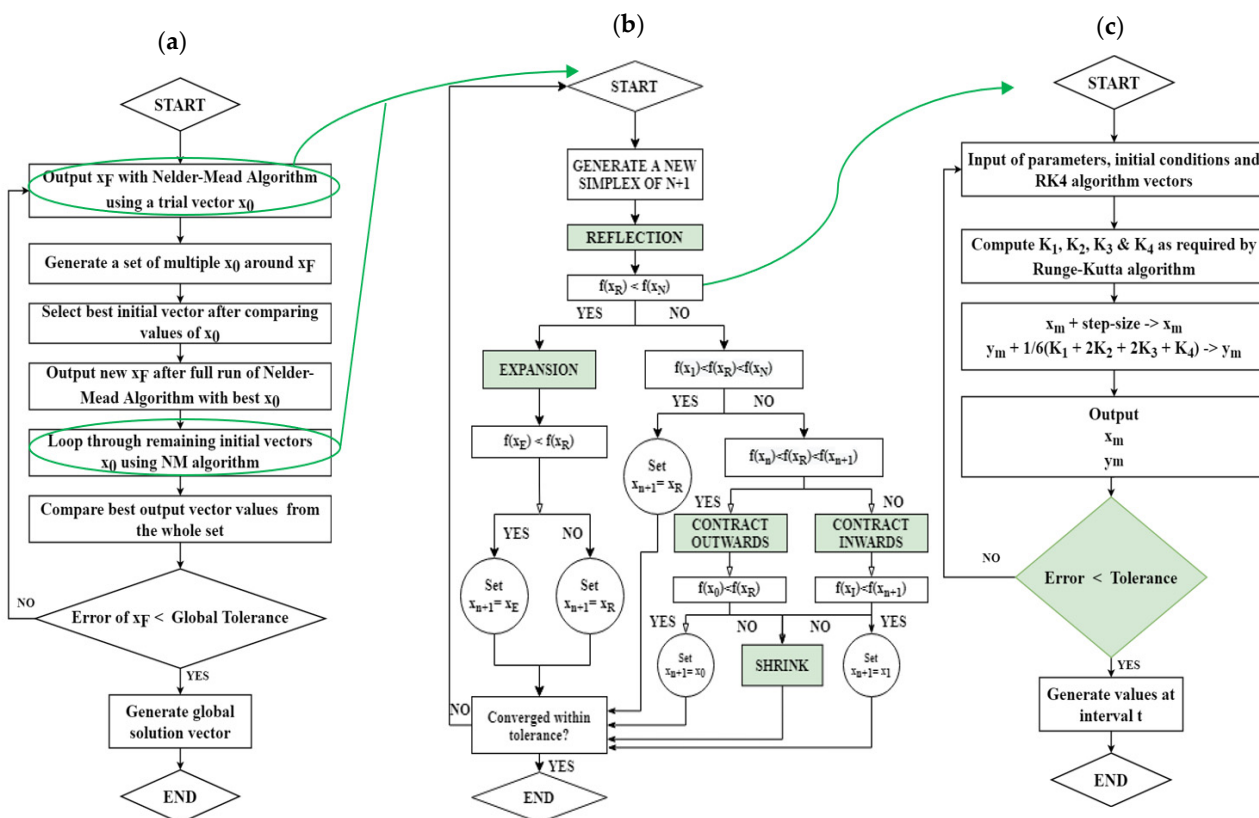 (a)
START
Output xF with Nelder-Mead Algorithm
using a trial vector x0
Generate a set of multiple x0 around xF
Select best initial vector after comparing
values of x0
Output new xF after full run of Nelder-
Mead Algorithm with best x0
Loop through remaining initial vectors
x0 using NM algorithm
Compare best output vector values from
the whole set
NO
Error of xF < Global Tolerance
YES
Generate global
solution vector
END
(b)
START
GENERATE A NEW
SIMPLEX OF N+1
REFLECTION
f(xR) < f(xN)
YES
NO
EXPANSION
f(x1)<f(xR)<f(xN)
YES
NO
f(xE) < f(xR)
Set
xn+1= xR
f(xn)<f(xR)<f(xn+1)
YES
NO
YES
NO
CONTRACT
OUTWARDS
CONTRACT
INWARDS
Set
xn+1= xE
Set
xn+1= xR
f(x0)<f(xR)
f(xI)<f(xn+1)
YES
NO
NO
YES
Set
xn+1= x0
SHRINK
Set
xn+1= xI
NO
Converged within
tolerance?
YES
END
(c)
START
Input of parameters, initial conditions and
RK4 algorithm vectors
Compute K1, K2, K3 & K4 as required by
Runge-Kutta algorithm
xm + step-size -> xm
ym + 1/6(K1 + 2K2 + 2K3 + K4) -> ym
Output
xm
ym
NO
Error < Tolerance
YES
Generate values at
interval t
END